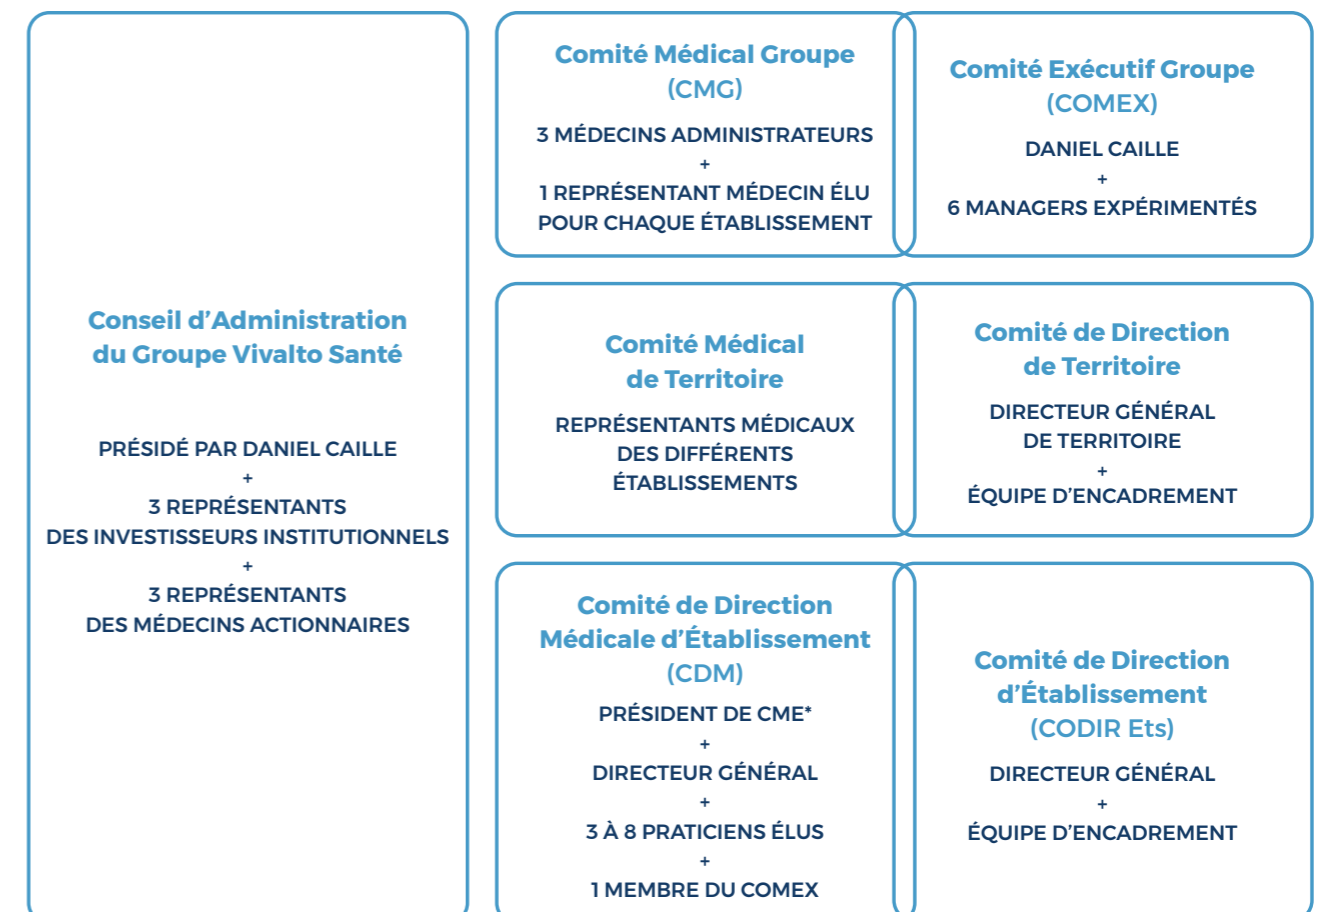 Conseil d'Administration
du Groupe Vivalto Santé
PRÉSIDÉ PAR DANIEL CAILLE
+
3 REPRÉSENTANTS
DES INVESTISSEURS INSTITUTIONNELS
+
3 REPRÉSENTANTS
DES MÉDECINS ACTIONNAIRES
Comité Médical Groupe
(CMG)
3 MÉDECINS ADMINISTRATEURS
+
1 REPRÉSENTANT MÉDECIN ÉLU
POUR CHAQUE ÉTABLISSEMENT
Comité Exécutif Groupe
(COMEX)
DANIEL CAILLE
+
6 MANAGERS EXPÉRIMENTÉS
Comité Médical
de Territoire
REPRÉSENTANTS MÉDICAUX
DES DIFFÉRENTS
ÉTABLISSEMENTS
Comité de Direction
de Territoire
DIRECTEUR GÉNÉRAL
DE TERRITOIRE
+
ÉQUIPE D'ENCADREMENT
Comité de Direction
Médicale d'Établissement
(CDM)
PRÉSIDENT DE CME*
+
DIRECTEUR GÉNÉRAL
+
3 À 8 PRATICIENS ÉLUS
+
1 MEMBRE DU COMEX
Comité de Direction
d'Établissement
(CODIR Ets)
DIRECTEUR GÉNÉRAL
+
ÉQUIPE D'ENCADREMENT